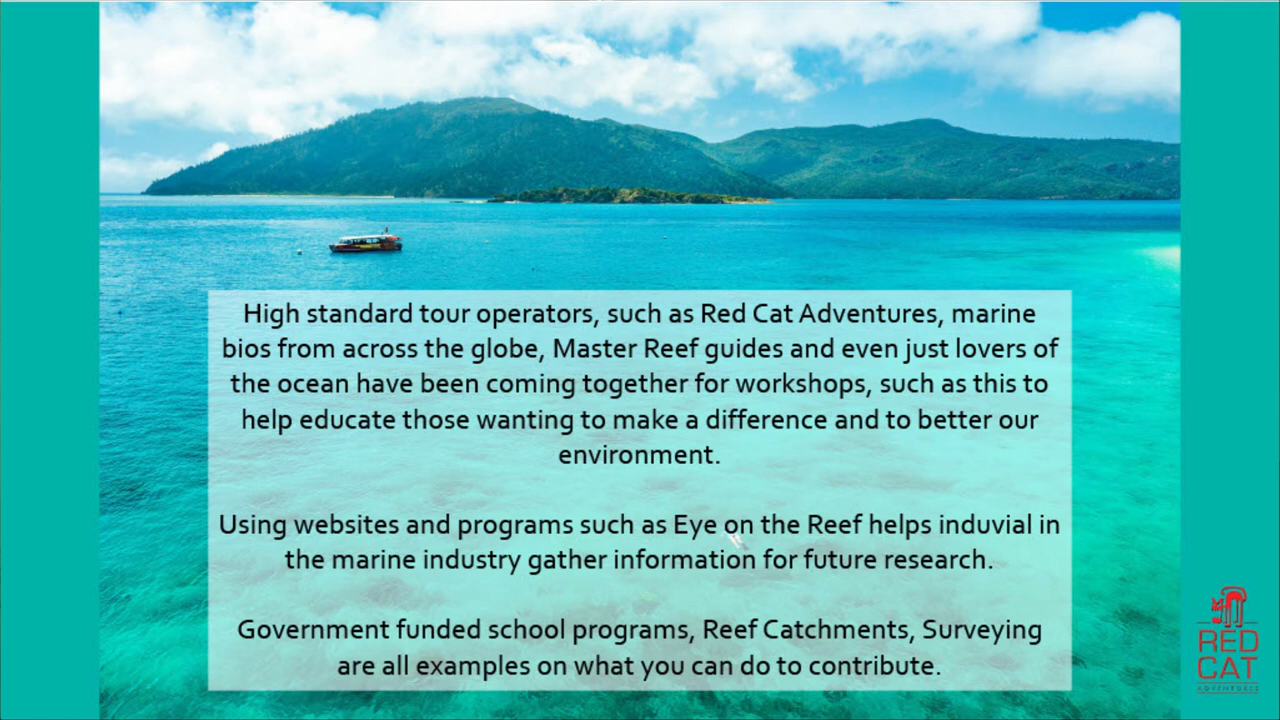 High standard tour operators, such as Red Cat Adventures, marine
bios from across the globe, Master Reef guides and even just lovers of
the ocean have been coming together for workshops, such as this to
help educate those wanting to make a difference and to better our
environment.
Using websites and programs such as Eye on the Reef helps induvial in
the marine industry gather information for future research.
Government funded school programs, Reef Catchments, Surveying
are all examples on what you can do to contribute.
RED
CAT
ADVENTURES